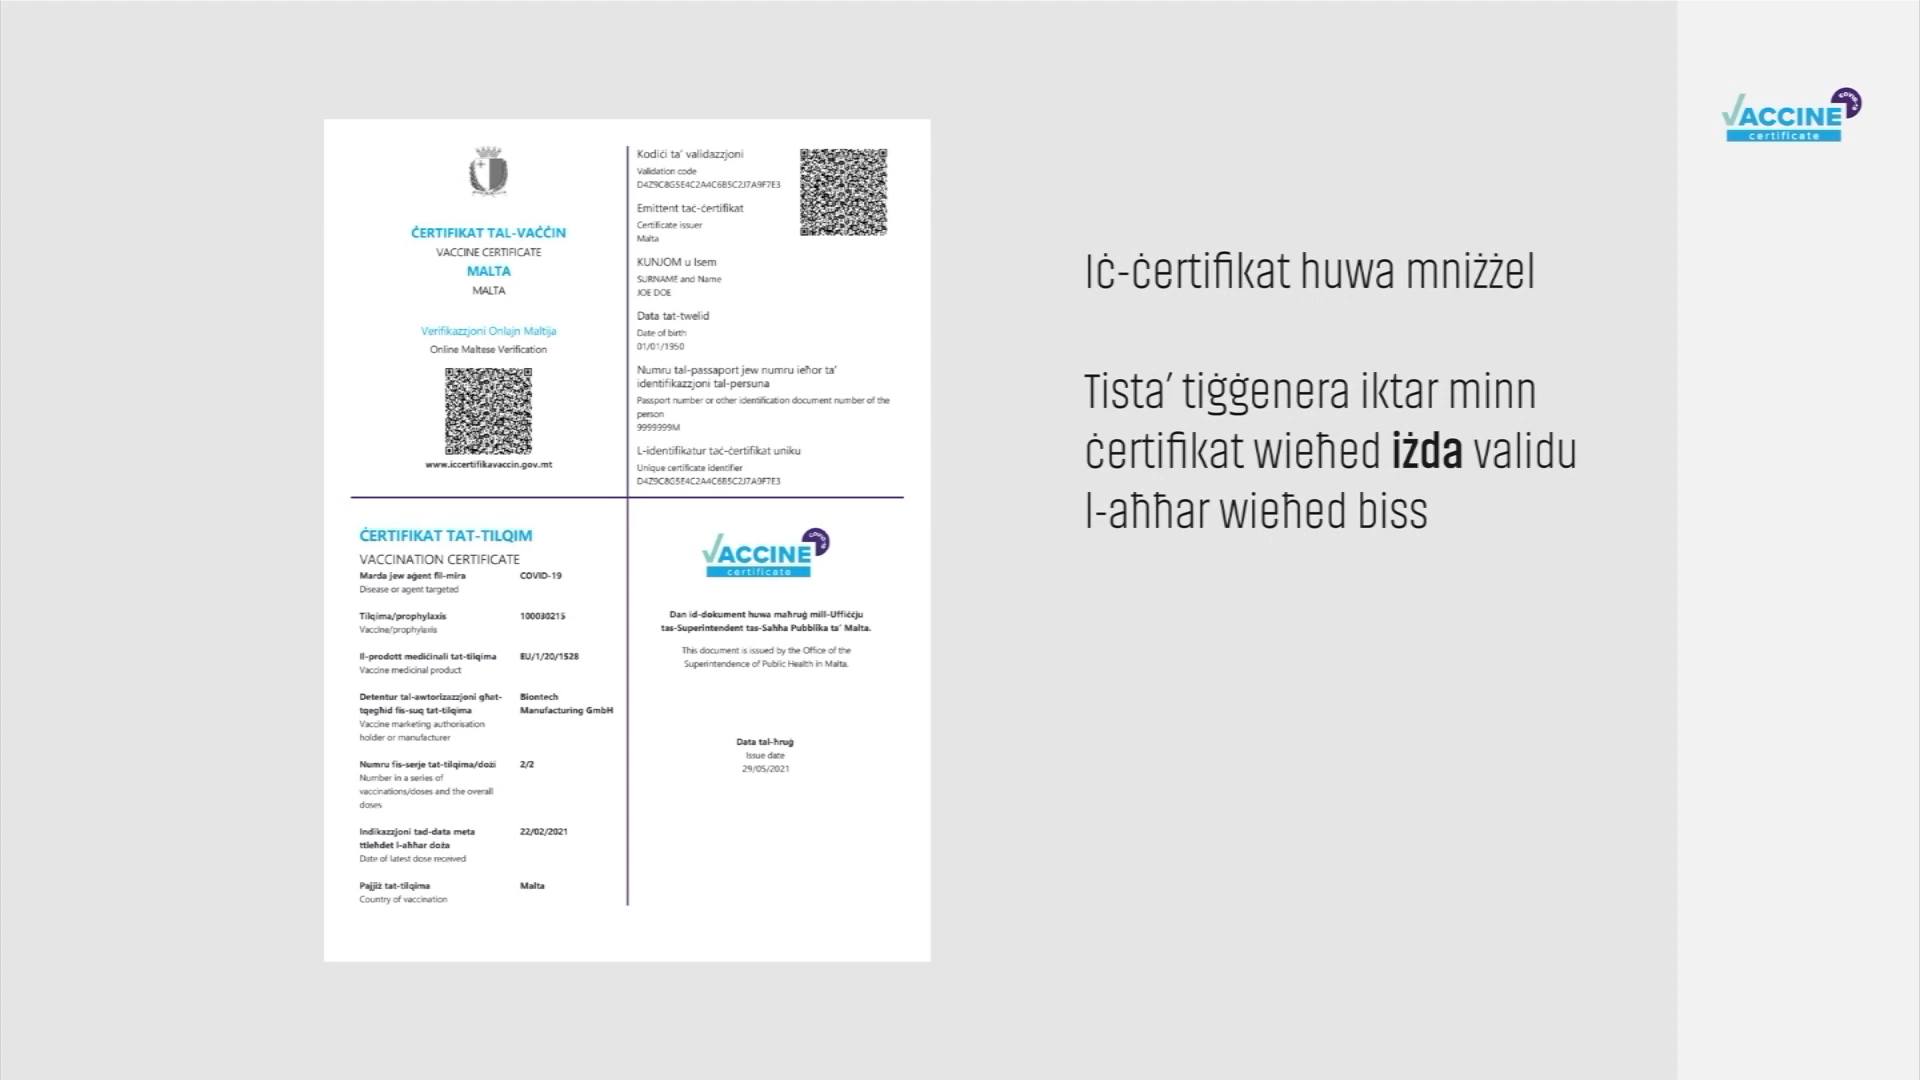 ĊERTIFIKAT TAL-VAĊĊIN
VACCINE CERTIFICATE
MALTA
MALTA
Verifikazzjoni Onlajn Maltija
Online Maltese Verification
www.iccertifikavaccin.gov.mt
Kodiċi ta' validazzjoni
Validation code
D4Z9C8G5E4C2A4C6B5C2J7A9F7E3
Emittent taċ-ċertifikat
Certificate issuer
Malta
KUNJOM u Isem
SURNAME and Name
JOE DOE
Data tat-twelid
Date of birth
01/01/1950
Numru tal-passaport jew numru ieħor ta'
identifikazzjoni tal-persuna
Passport number or other identification document number of the
person
9999999M
L-identifikatur taċ-ċertifikat uniku
Unique certificate identifier
D4Z9C8G5E4C2A4C6B5C2J7A9F7E3
ĊERTIFIKAT TAT-TILQIM
VACCINATION CERTIFICATE
Marda jew aġent fil-mira COVID-19
Disease or agent targeted
Tilqima/prophylaxis 100030215
Vaccine/prophylaxis
Il-prodott mediċinali tat-tilqima EU/1/20/1528
Vaccine medicinal product
Detentur tal-awtorizazzjoni għat- Biontech
tqegħid fis-suq tat-tilqima Manufacturing GmbH
Vaccine marketing authorisation
holder or manufacturer
Numru fis-serje tat-tilqima/dożi 2/2
Number in a series of
vaccinations/doses and the overall
doses
Indikazzjoni tad-data meta 22/02/2021
ttieħdet l-aħħar doża
Date of latest dose received
Pajjiż tat-tilqima Malta
Country of vaccination
VACCINE
covid-19
certificate
Dan id-dokument huwa maħruġ mill-Uffiċċju
tas-Superintendent tas-Saħħa Pubblika ta' Malta.
This document is issued by the Office of the
Superintendence of Public Health in Malta.
Data tal-ħruġ
Issue date
29/05/2021
Iċ-ċertifikat huwa mniżżel
Tista' tiġġenera iktar minn
ċertifikat wieħed iżda validu
l-aħħar wieħed biss
VACCINE
covid-19
certificate